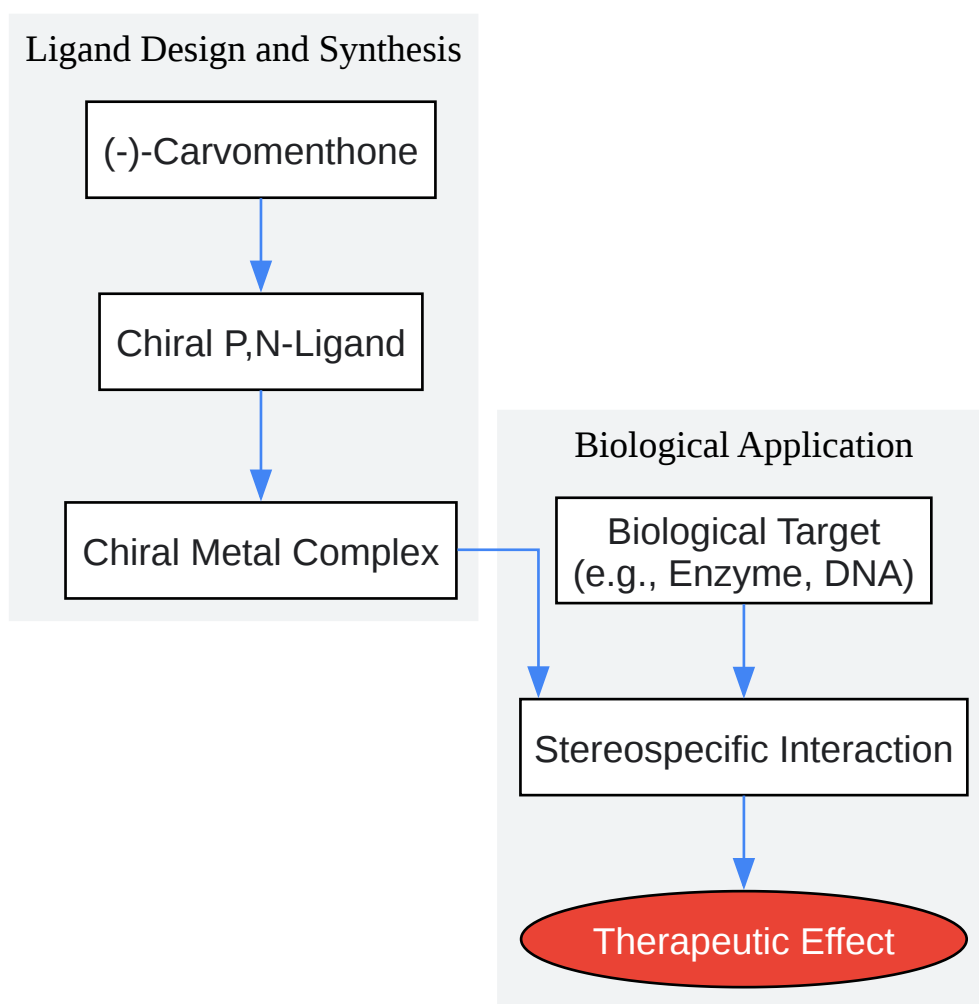 Ligand Design and Synthesis
(-)-Carvomenthone
Chiral P,N-Ligand
Chiral Metal Complex
Biological Application
Biological Target
(e.g., Enzyme, DNA)
Stereospecific Interaction
Therapeutic Effect